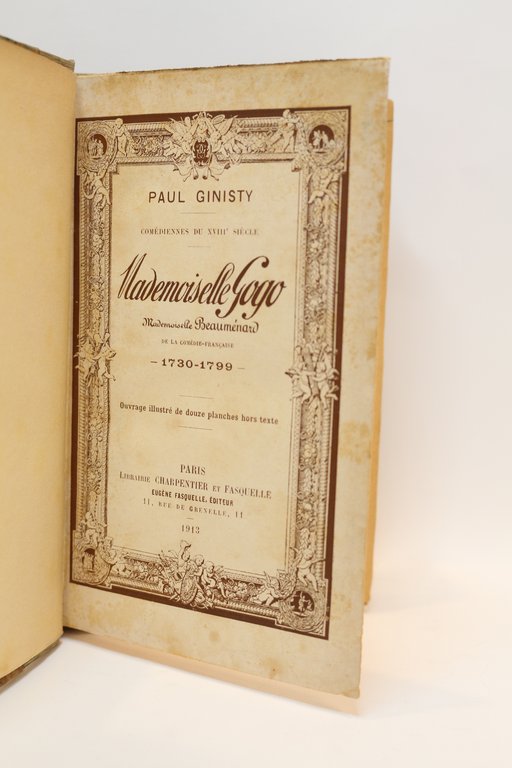 PAUL GINISTY
COMÉDIENNES DU XVIIIᵉ SIÈCLE
Mademoiselle Gogo
Mademoiselle Beauménard
DE LA COMÉDIE-FRANÇAISE
— 1730-1799 —
Ouvrage illustré de douze planches hors texte
PARIS
LIBRAIRIE CHARPENTIER ET FASQUELLE
EUGÈNE FASQUELLE, ÉDITEUR
11, RUE DE GRENELLE, 11
1913